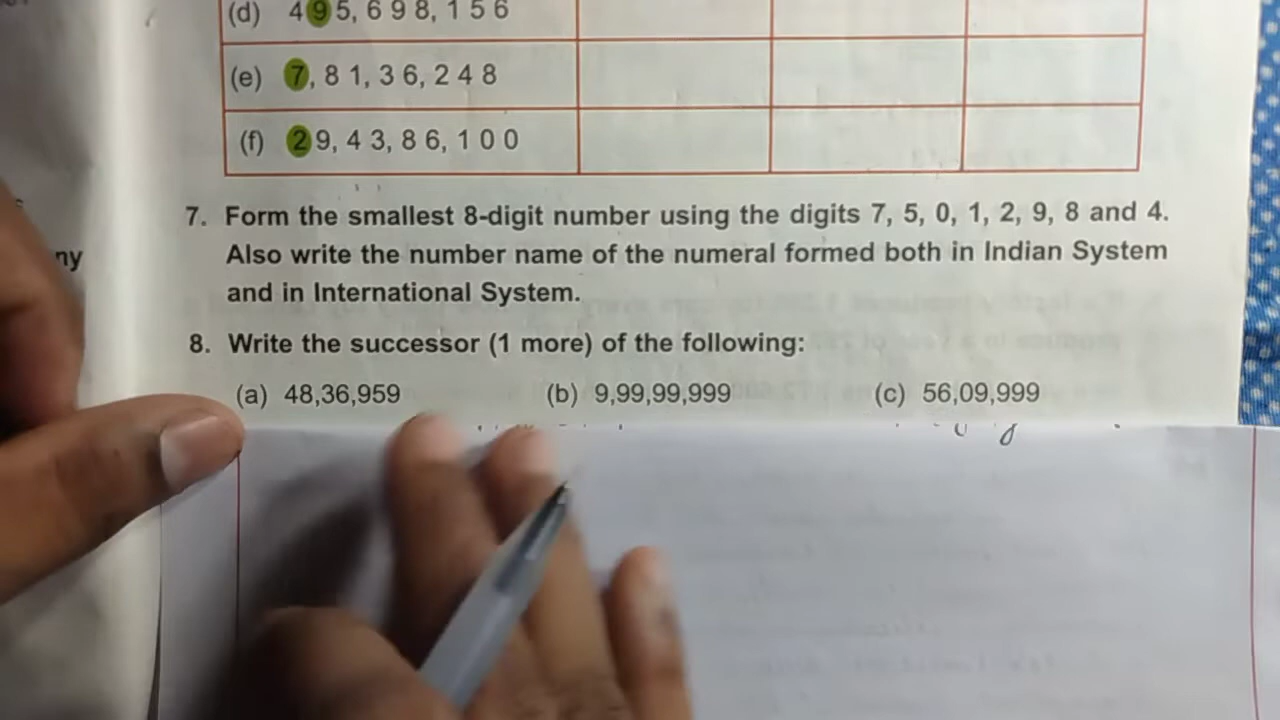 (d) 495, 698, 156
(e) 7, 81, 36, 248
(f) 29, 43, 86, 100
ny
7. Form the smallest 8-digit number using the digits 7, 5, 0, 1, 2, 9, 8 and 4.
Also write the number name of the numeral formed both in Indian System
and in International System.
8. Write the successor (1 more) of the following:
(a) 48,36,959 (b) 9,99,99,999 (c) 56,09,999